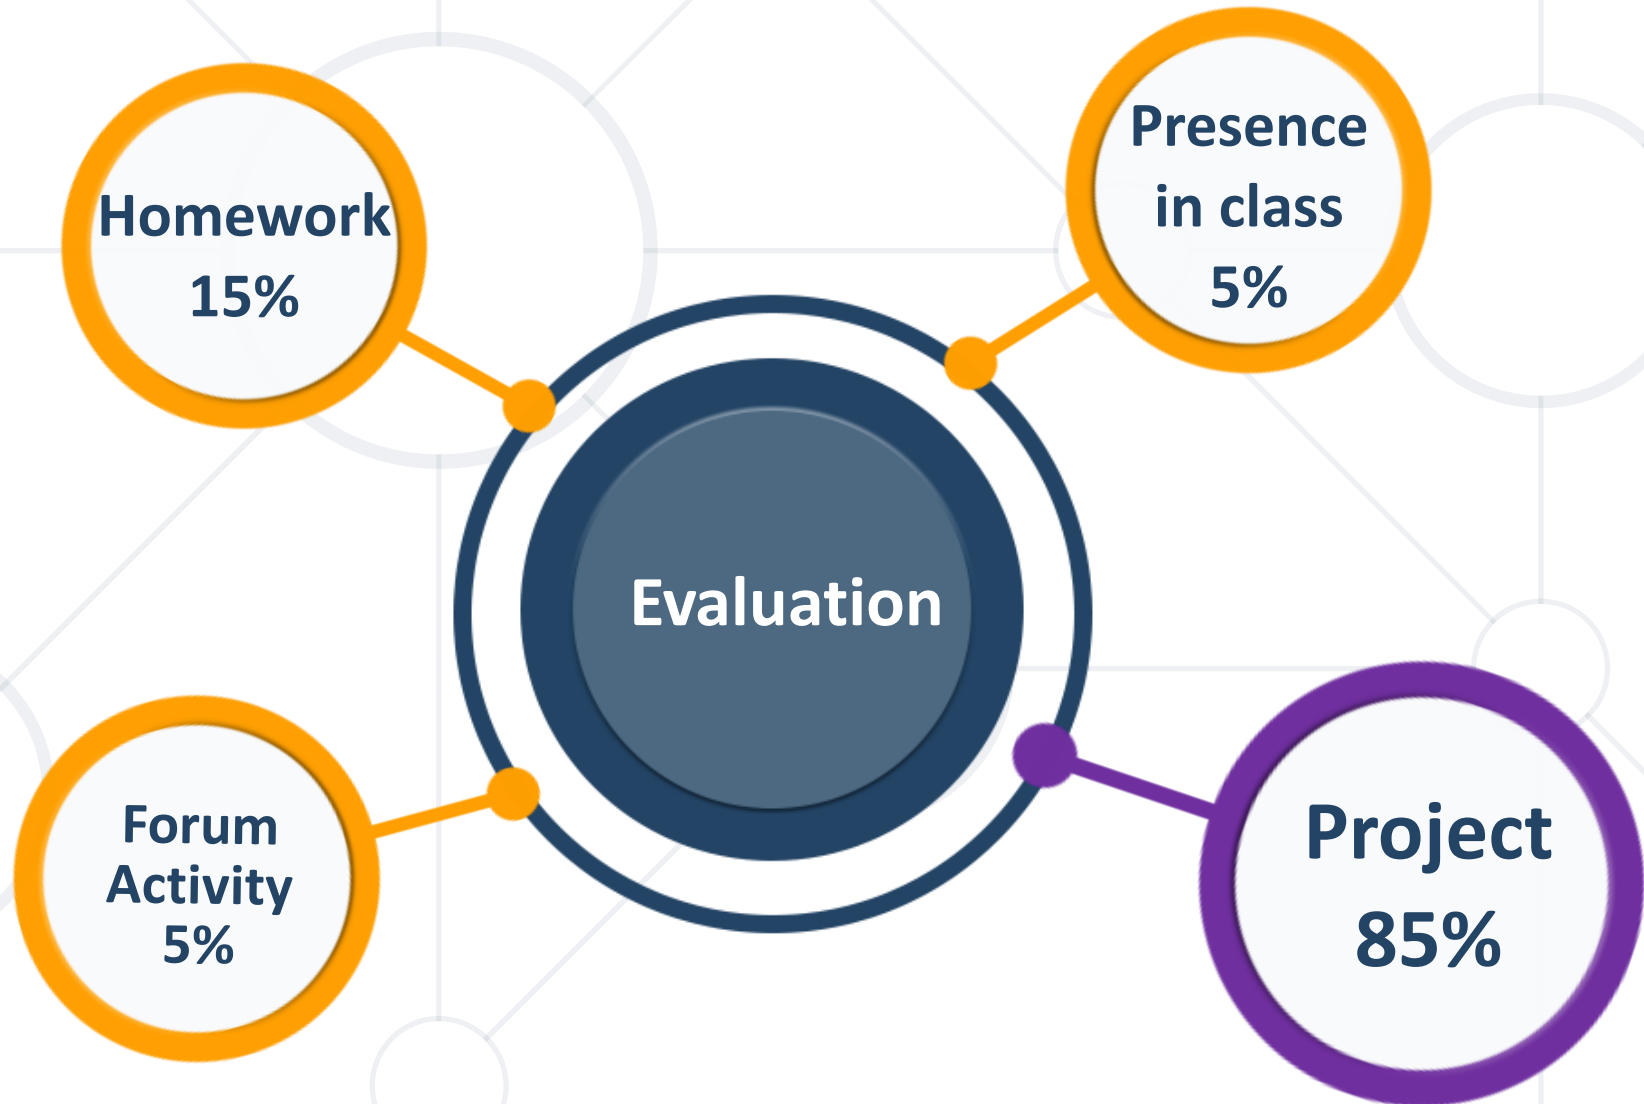 Homework
15%
Presence
in class
5%
Evaluation
Forum
Activity
5%
Project
85%